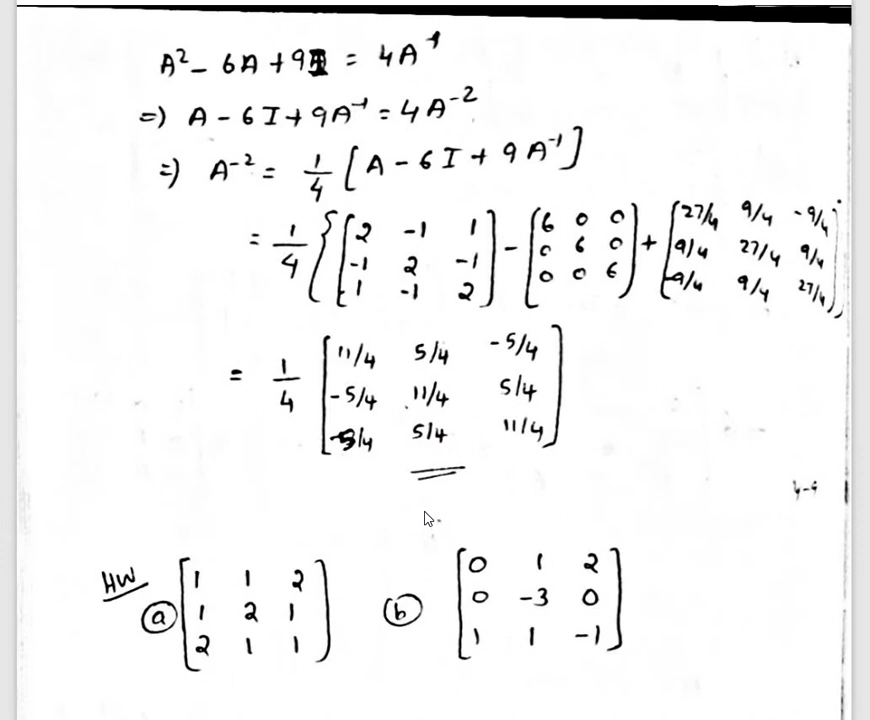 A² - 6A + 9I = 4A⁻¹
=) A - 6I + 9A⁻¹ = 4A⁻²
=) A⁻² = 1/4 [A - 6I + 9A⁻¹]
= 1/4 { [2 -1 1; -1 2 -1; 1 -1 2] - [6 0 0; 0 6 0; 0 0 6] + [27/4 9/4 -9/4; 9/4 27/4 9/4; -9/4 9/4 27/4] }
= 1/4 [11/4 5/4 -5/4; -5/4 11/4 5/4; -5/4 5/4 11/4]
HW
(a) [1 1 2; 1 2 1; 2 1 1] (b) [0 1 2; 0 -3 0; 1 1 -1]